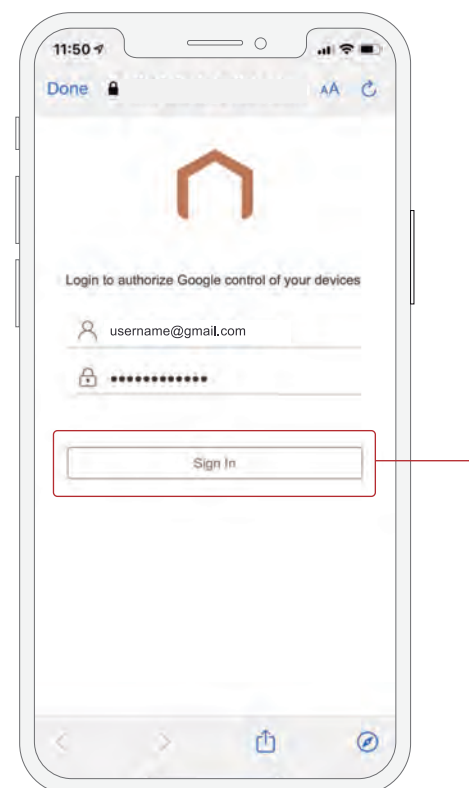 11:50
Done
AA
Login to authorize Google control of your devices
username@gmail.com
••••••••••••
Sign In